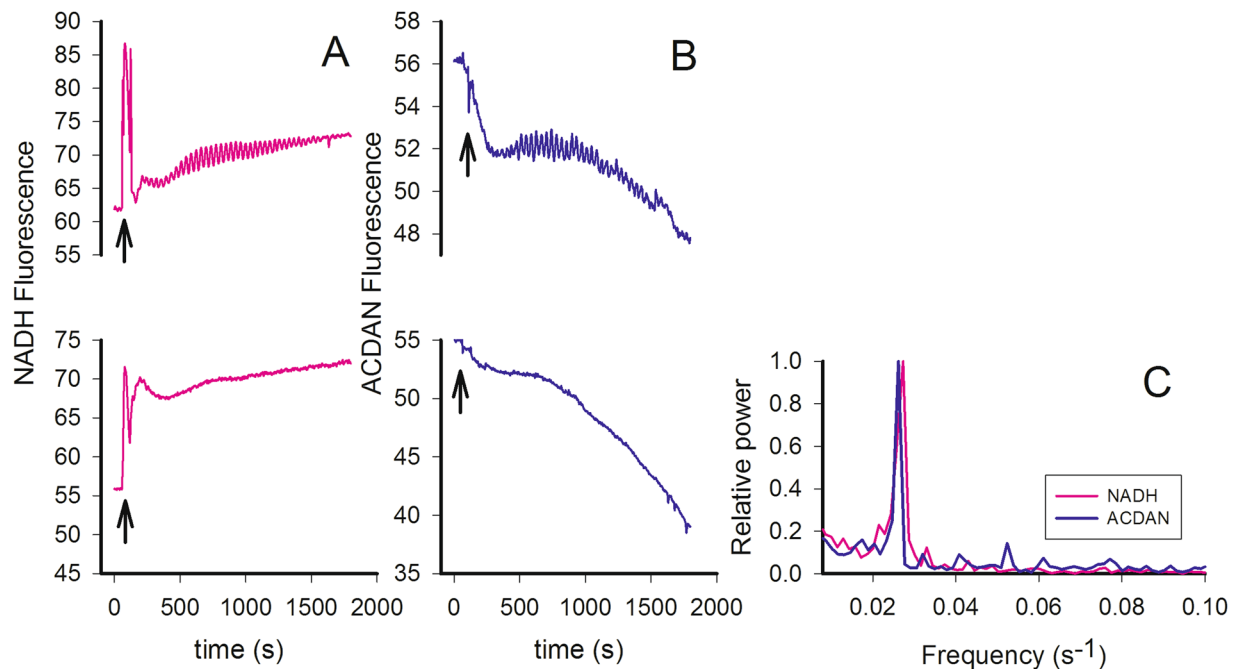 A
NADH Fluorescence
90
85
80
75
70
65
60
55
75
70
65
60
55
50
45
0 500 1000 1500 2000
time (s)
B
ACDAN Fluorescence
58
56
54
52
50
48
55
50
45
40
35
0 500 1000 1500 2000
time (s)
C
Relative power
1.0
0.8
0.6
0.4
0.2
0.0
NADH
ACDAN
0.02 0.04 0.06 0.08 0.10
Frequency (s⁻¹)